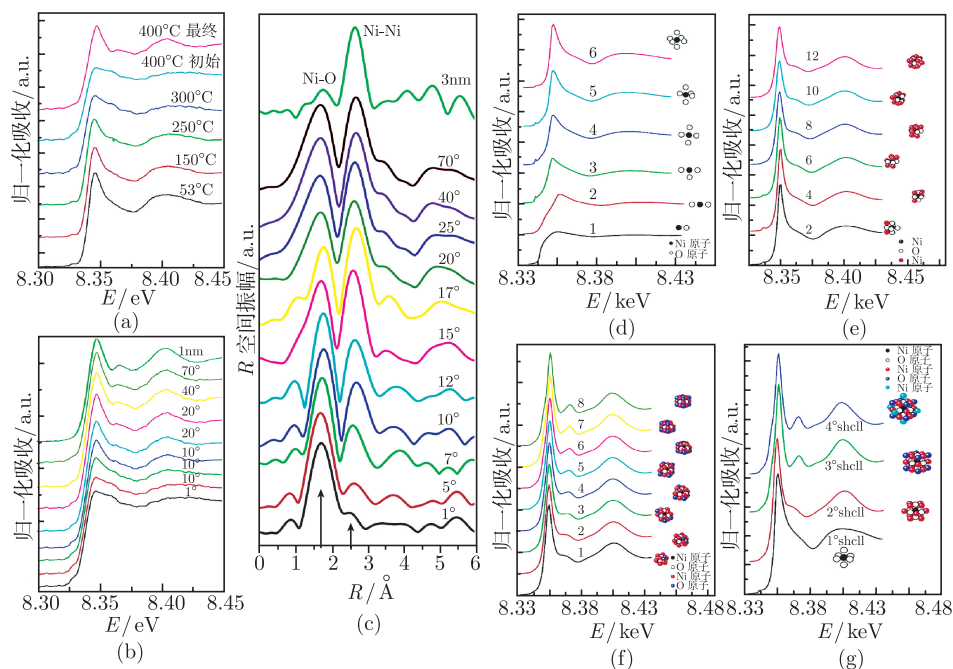 归一化吸收/a.u.
400°C 最终
400°C 初始
300°C
250°C
150°C
53°C
8.30 8.35 8.40 8.45
E/eV
(a)
归一化吸收/a.u.
1nm
70°
40°
20°
20°
10°
10°
1°
8.30 8.35 8.40 8.45
E/eV
(b)
R 空间振幅/a.u.
Ni-Ni
Ni-O
3nm
70°
40°
25°
20°
17°
15°
12°
10°
7°
5°
1°
0 1 2 3 4 5 6
R/Å
(c)
归一化吸收/a.u.
6
5
4
3
2
1
Ni 原子
O 原子
8.33 8.38 8.43
E/keV
(d)
归一化吸收/a.u.
12
10
8
6
4
2
Ni
O
Ni
8.35 8.40 8.45
E/keV
(e)
归一化吸收/a.u.
8
7
6
5
4
3
2
1
Ni 原子
O 原子
Ni 原子
O 原子
8.33 8.38 8.43 8.48
E/keV
(f)
归一化吸收/a.u.
Ni 原子
O 原子
Ni 原子
O 原子
Ni 原子
4°shcll
3°shcll
2°shcll
1°shcll
8.33 8.38 8.43 8.48
E/keV
(g)